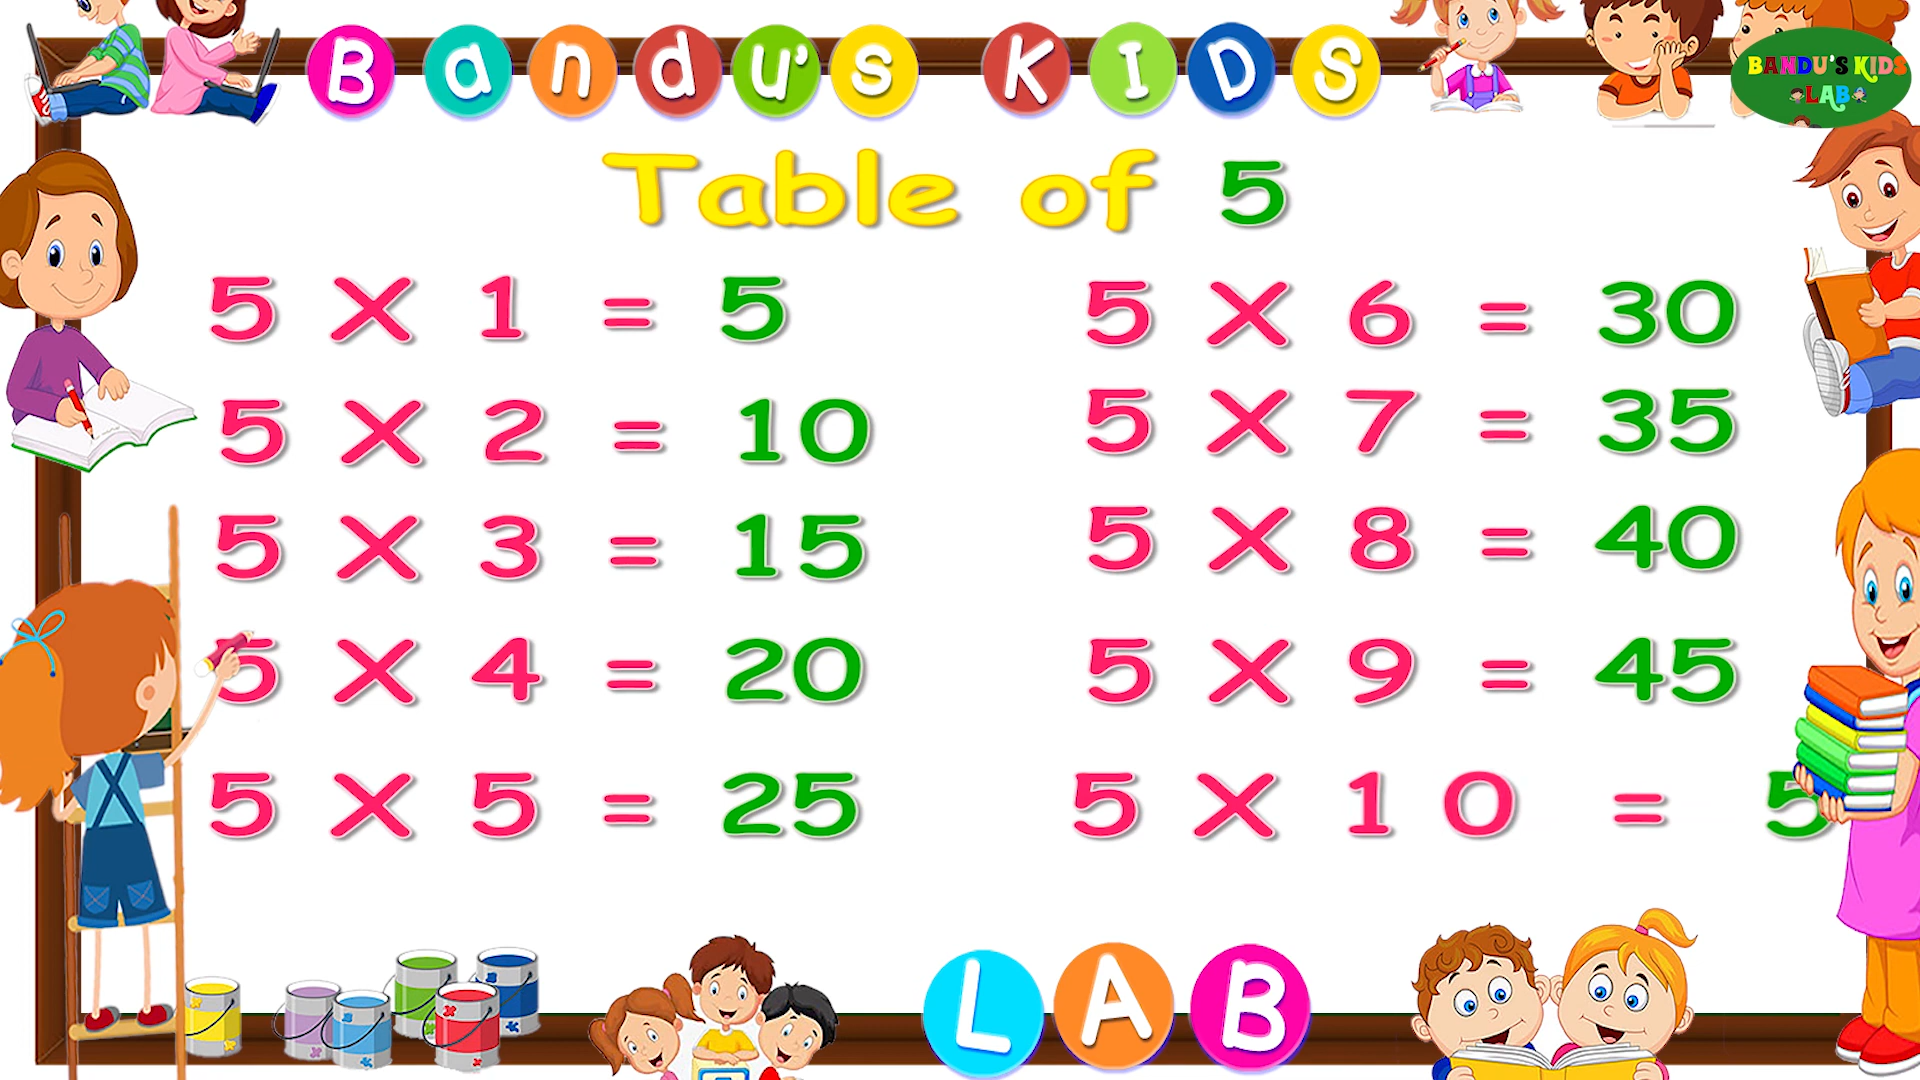 Bandu's KIDS
BANDU'S KIDS
LAB
Table of 5
5 X 1 = 5
5 X 2 = 10
5 X 3 = 15
5 X 4 = 20
5 X 5 = 25
5 X 6 = 30
5 X 7 = 35
5 X 8 = 40
5 X 9 = 45
5 X 10 = 5
LAB